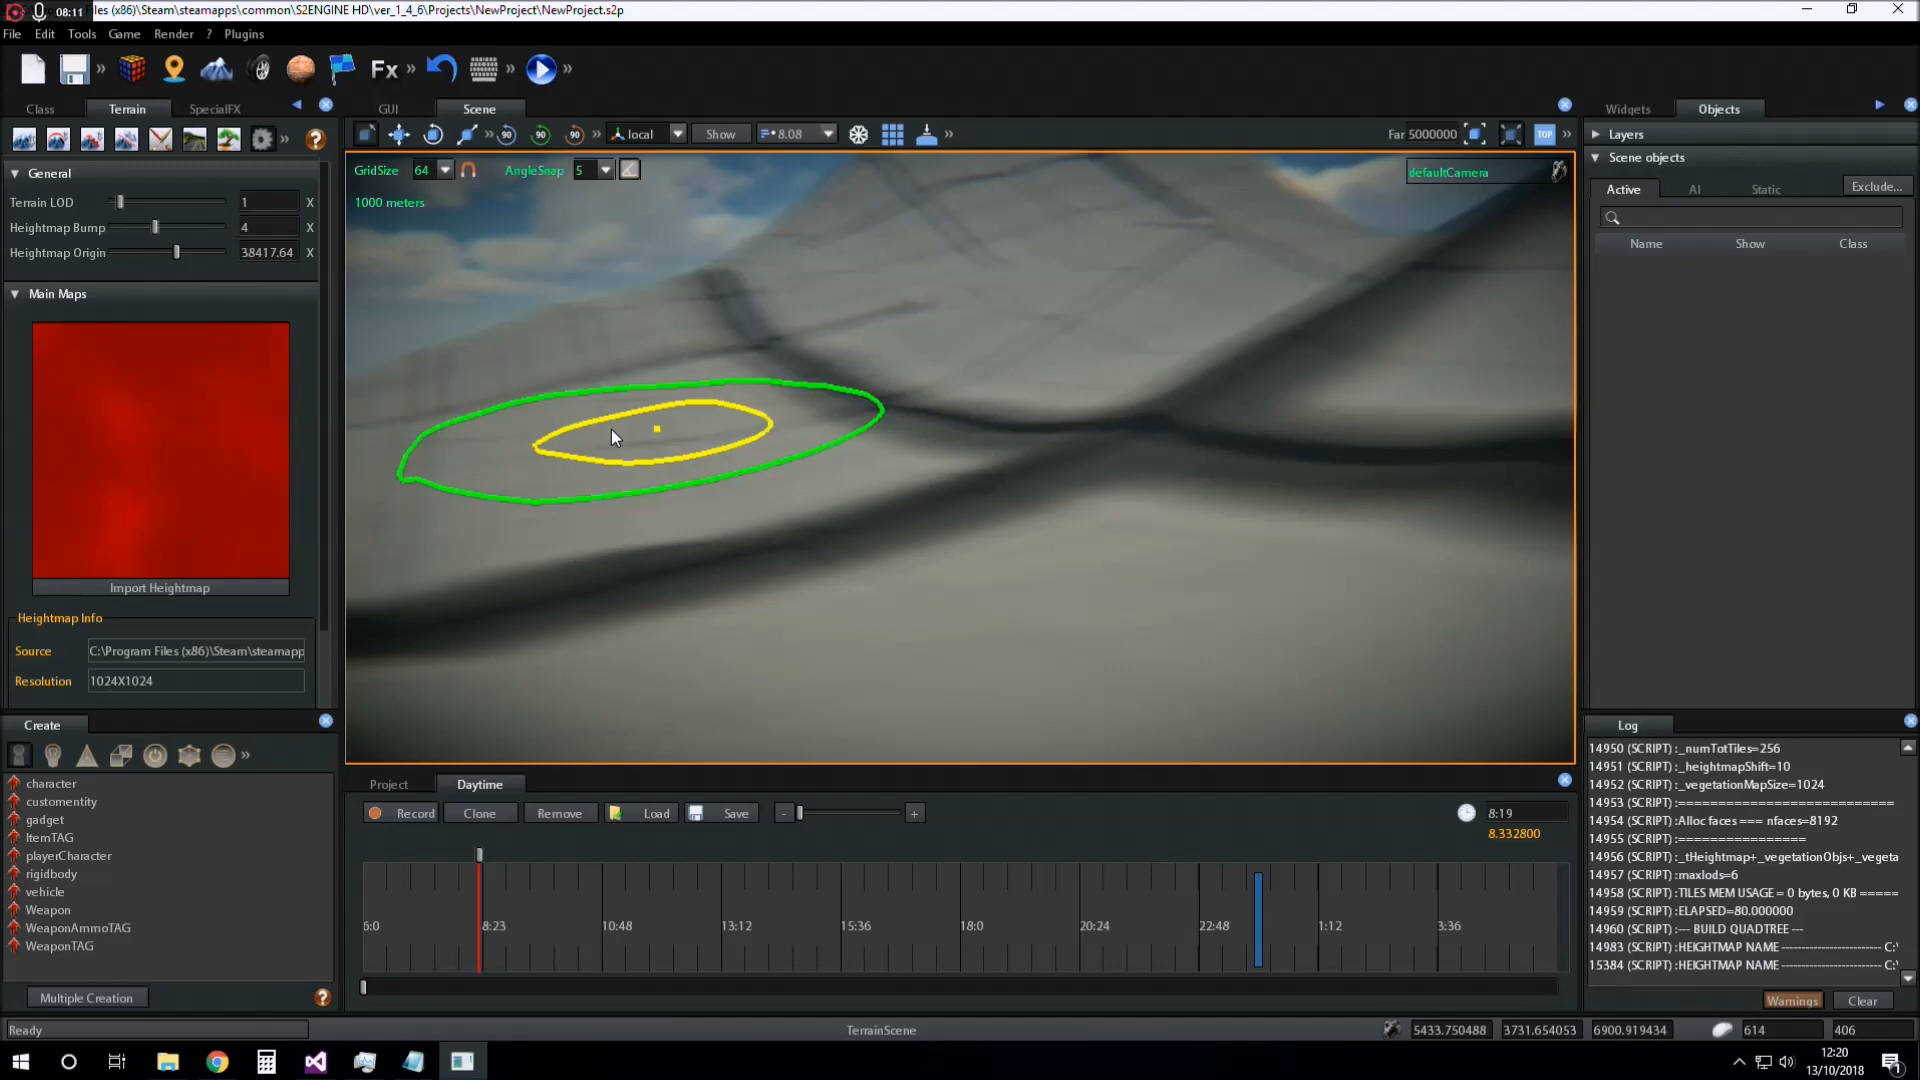 08:11
Files (x86)\Steam\steamapps\common\S2ENGINE HD\ver_1_4_6\Projects\NewProject\NewProject.s2p
File Edit Tools Game Render ? Plugins
Fx
Class Terrain SpecialFX
GUI Scene
Widgets Objects
90 90 90 local Show 8.08
Far 5000000 TOP
Layers
Scene objects
Active AI Static Exclude...
Name Show Class
General
Terrain LOD 1 X
Heightmap Bump 4 X
Heightmap Origin 38417.64 X
Main Maps
Import Heightmap
Heightmap Info
Source C:\Program Files (x86)\Steam\steamapp
Resolution 1024X1024
GridSize 64 AngleSnap 5
1000 meters
defaultCamera
Create
character
customentity
gadget
ItemTAG
playerCharacter
rigidbody
vehicle
Weapon
WeaponAmmoTAG
WeaponTAG
Multiple Creation
Project Daytime
Record Clone Remove Load Save - +
8:19
8.332800
6:0 8:23 10:48 13:12 15:36 18:0 20:24 22:48 1:12 3:36
Log
14950 (SCRIPT) :_numTotTiles=256
14951 (SCRIPT) :_heightmapShift=10
14952 (SCRIPT) :_vegetationMapSize=1024
14953 (SCRIPT) :===========================
14954 (SCRIPT) :Alloc faces === nfaces=8192
14955 (SCRIPT) :================
14956 (SCRIPT) :_tHeightmap+_vegetationObjs+_vegeta
14957 (SCRIPT) :maxlods=6
14958 (SCRIPT) :TILES MEM USAGE = 0 bytes, 0 KB =====
14959 (SCRIPT) :ELAPSED=80.000000
14960 (SCRIPT) :--- BUILD QUADTREE ---
14983 (SCRIPT) :HEIGHTMAP NAME -------------------------- C:\
15384 (SCRIPT) :HEIGHTMAP NAME -------------------------- C:\
Warnings Clear
Ready
TerrainScene
5433.750488 3731.654053 6900.919434 614 406
12:20
13/10/2018
1